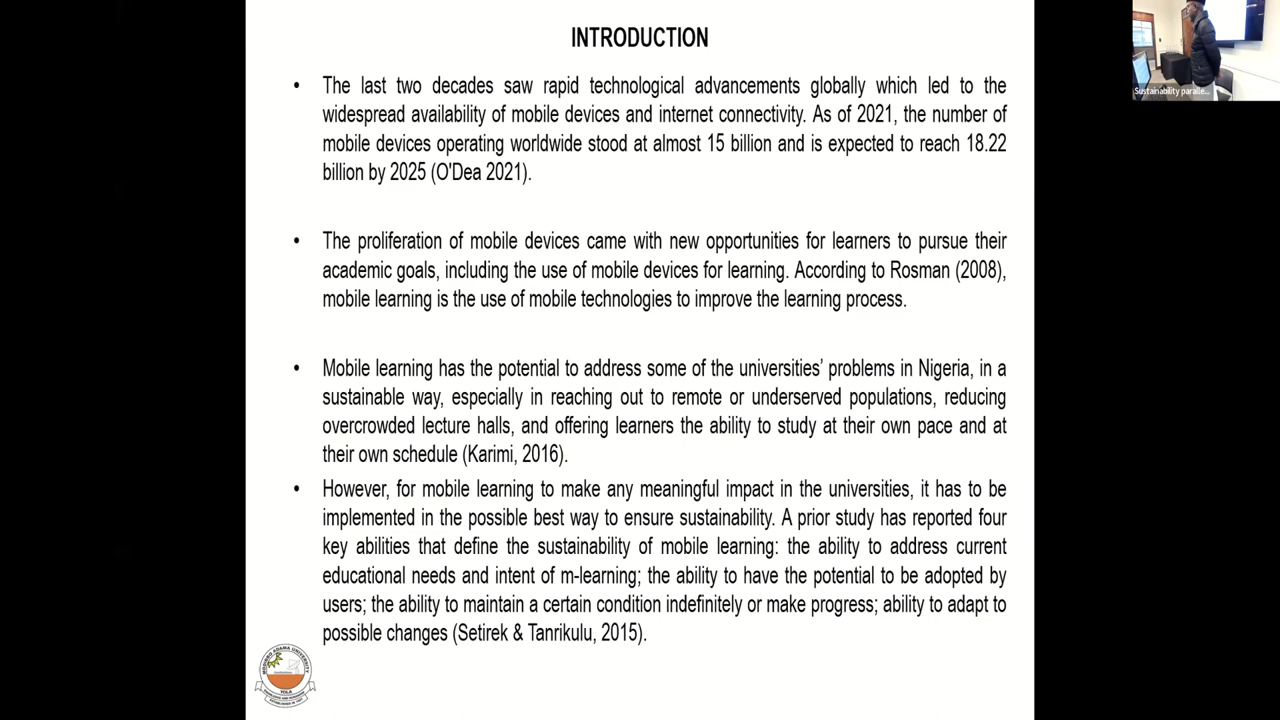 INTRODUCTION
• The last two decades saw rapid technological advancements globally which led to the
widespread availability of mobile devices and internet connectivity. As of 2021, the number of
mobile devices operating worldwide stood at almost 15 billion and is expected to reach 18.22
billion by 2025 (O'Dea 2021).
• The proliferation of mobile devices came with new opportunities for learners to pursue their
academic goals, including the use of mobile devices for learning. According to Rosman (2008),
mobile learning is the use of mobile technologies to improve the learning process.
• Mobile learning has the potential to address some of the universities’ problems in Nigeria, in a
sustainable way, especially in reaching out to remote or underserved populations, reducing
overcrowded lecture halls, and offering learners the ability to study at their own pace and at
their own schedule (Karimi, 2016).
• However, for mobile learning to make any meaningful impact in the universities, it has to be
implemented in the possible best way to ensure sustainability. A prior study has reported four
key abilities that define the sustainability of mobile learning: the ability to address current
educational needs and intent of m-learning; the ability to have the potential to be adopted by
users; the ability to maintain a certain condition indefinitely or make progress; ability to adapt to
possible changes (Setirek & Tanrikulu, 2015).
Sustainability paralle...
MODIBBO ADAMA UNIVERSITY
YOLA